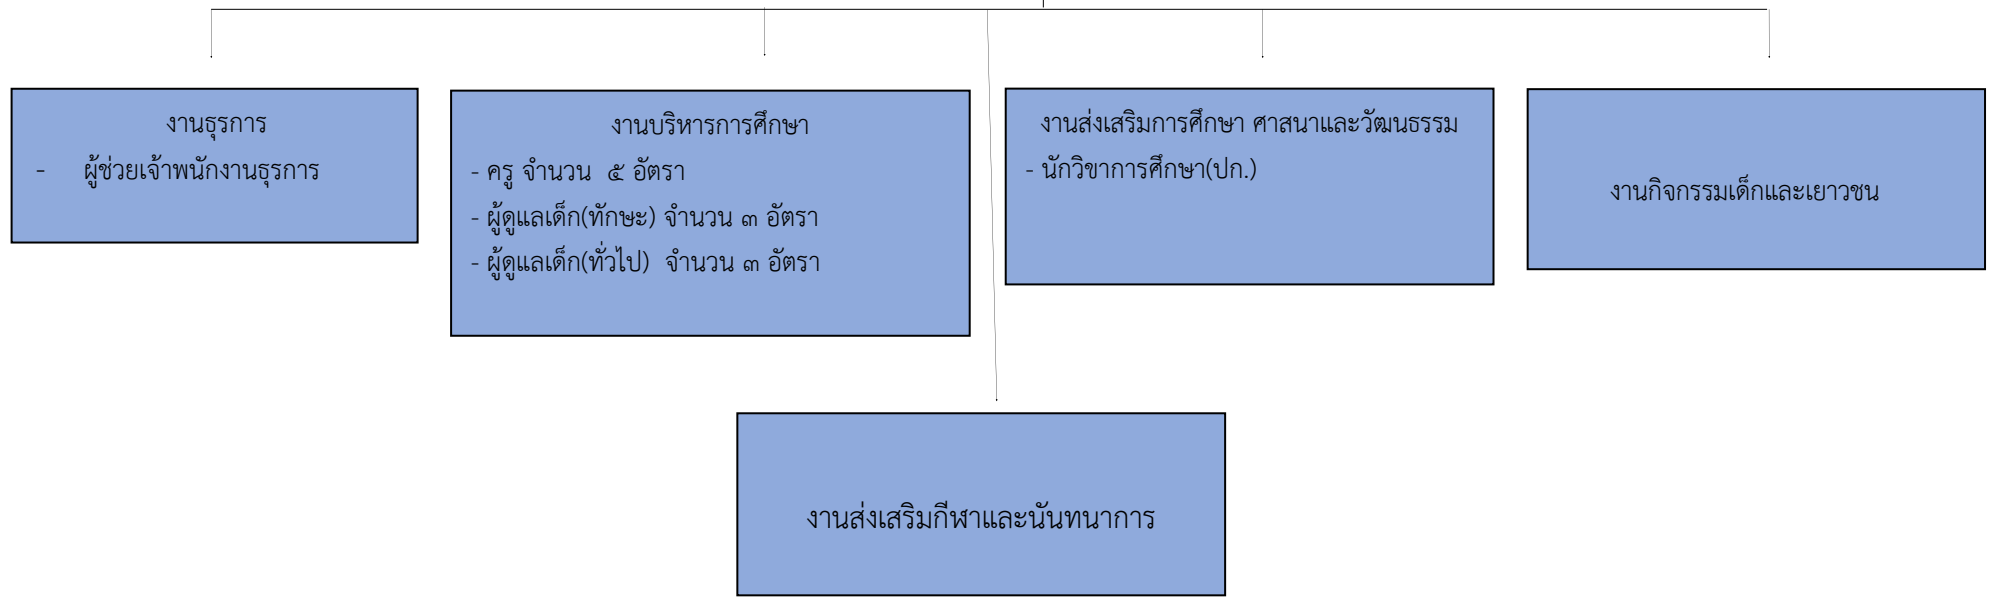 งานธุรการ
- ผู้ช่วยเจ้าพนักงานธุรการ
งานบริหารการศึกษา
- ครู จำนวน ๕ อัตรา
- ผู้ดูแลเด็ก(ทักษะ) จำนวน ๓ อัตรา
- ผู้ดูแลเด็ก(ทั่วไป) จำนวน ๓ อัตรา
งานส่งเสริมการศึกษา ศาสนาและวัฒนธรรม
- นักวิขาการศึกษา(ปก.)
งานกิจกรรมเด็กและเยาวชน
งานส่งเสริมกีฬาและนันทนาการ